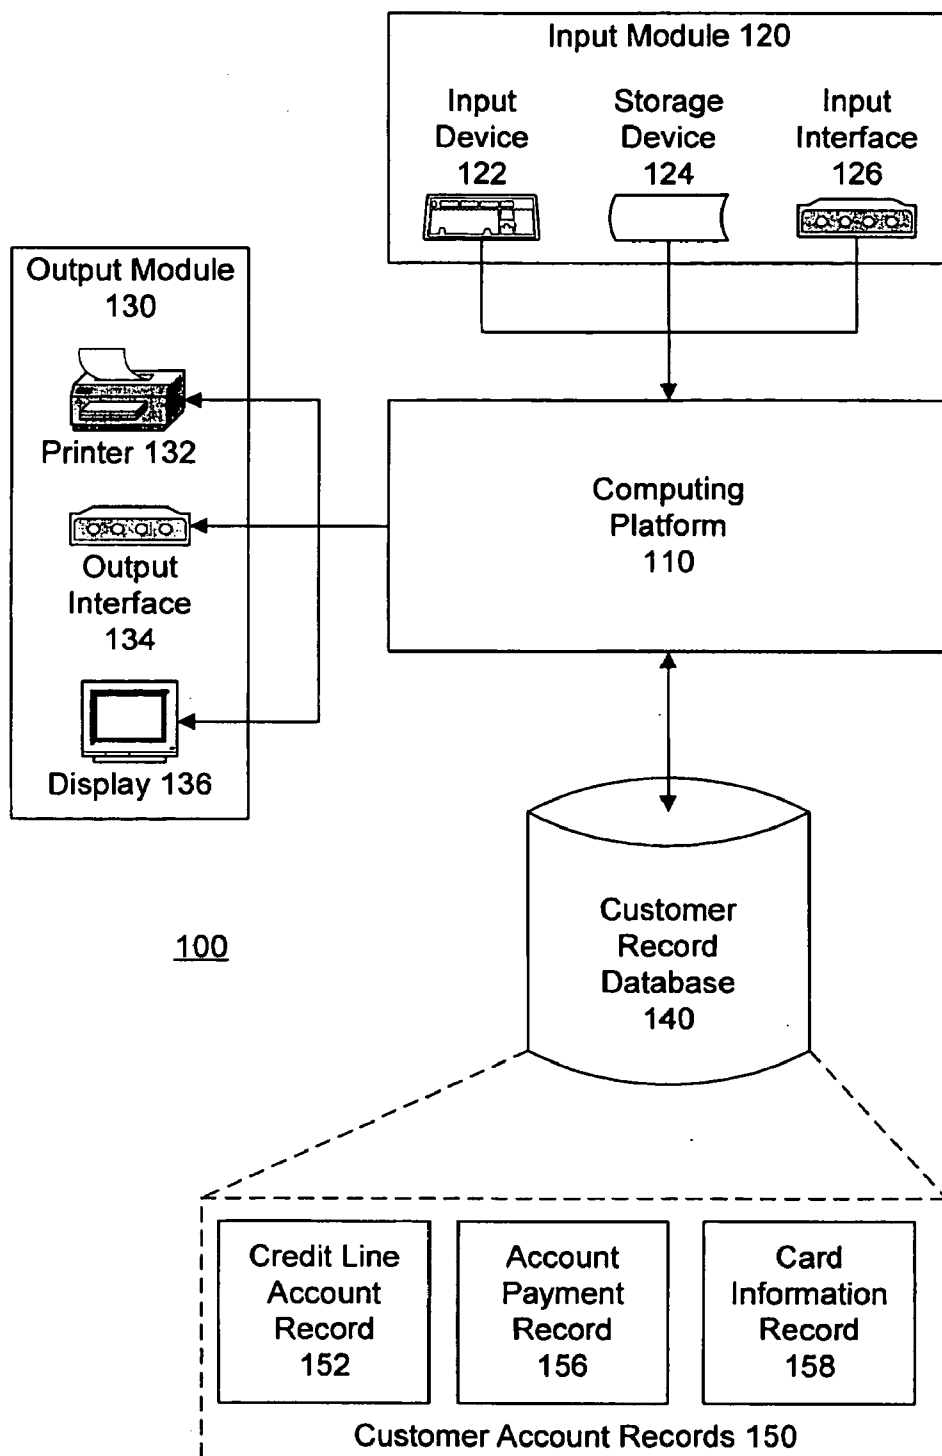 Input Module 120
Input
Device
122
Storage
Device
124
Input
Interface
126
Output Module
130
Printer 132
Output
Interface
134
Display 136
Computing
Platform
110
Customer
Record
Database
140
100
Credit Line
Account
Record
152
Account
Payment
Record
156
Card
Information
Record
158
Customer Account Records 150